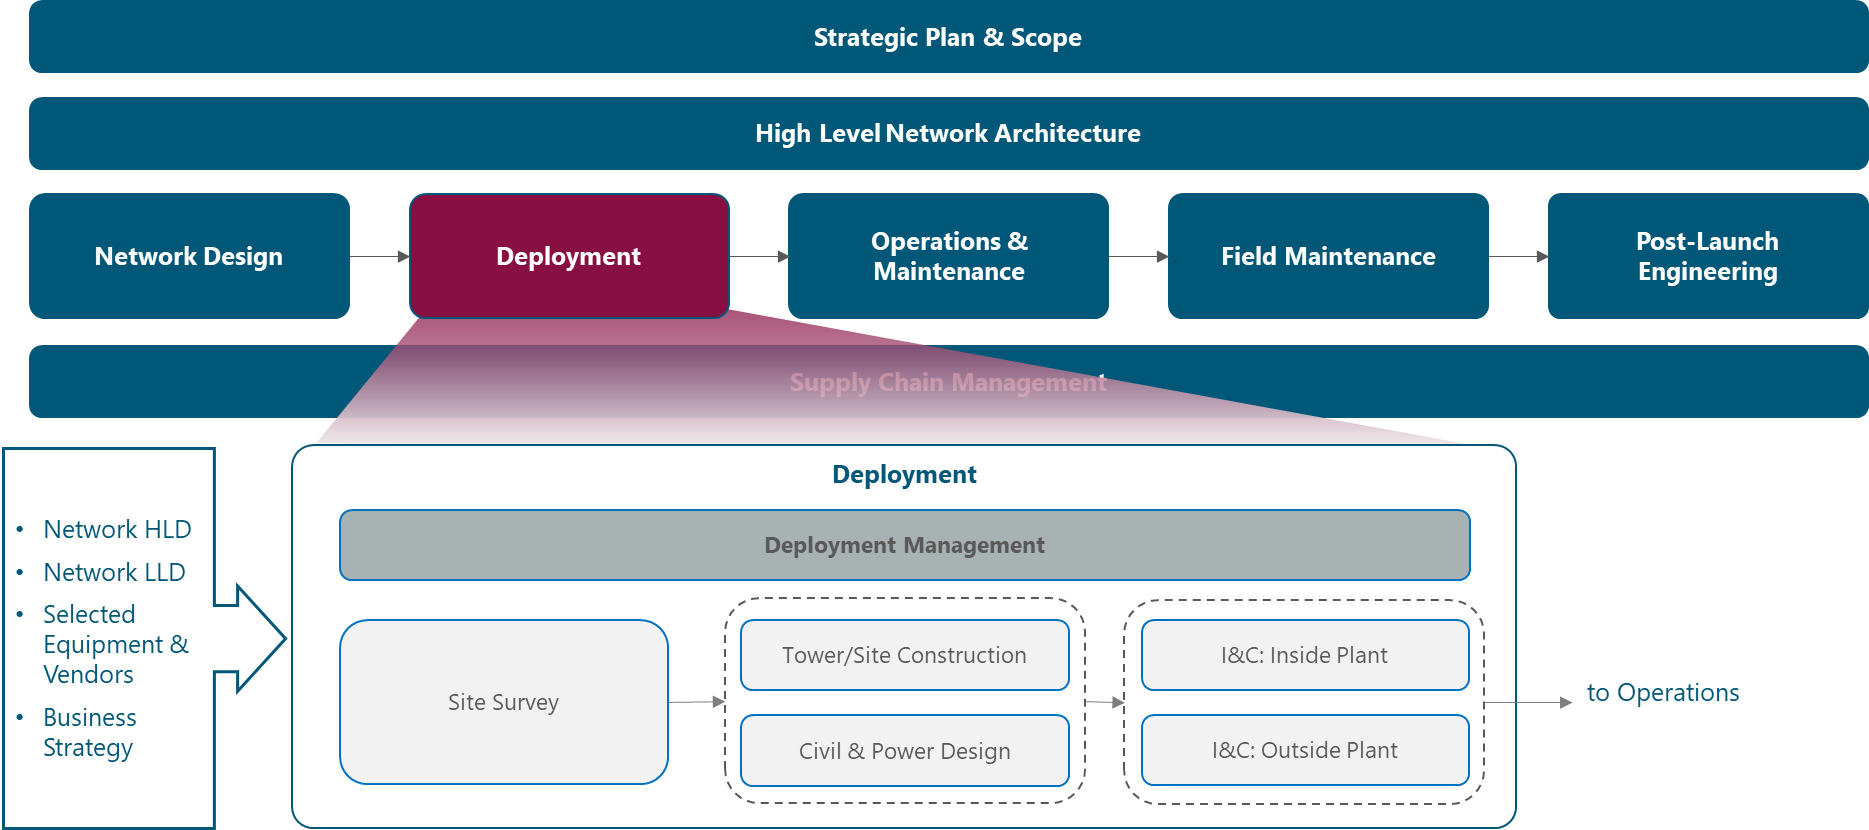 Strategic Plan & Scope
High Level Network Architecture
Network Design
Deployment
Operations &
Maintenance
Field Maintenance
Post-Launch
Engineering
Supply Chain Management
• Network HLD
• Network LLD
• Selected
Equipment &
Vendors
• Business
Strategy
Deployment
Deployment Management
Site Survey
Tower/Site Construction
Civil & Power Design
I&C: Inside Plant
I&C: Outside Plant
to Operations